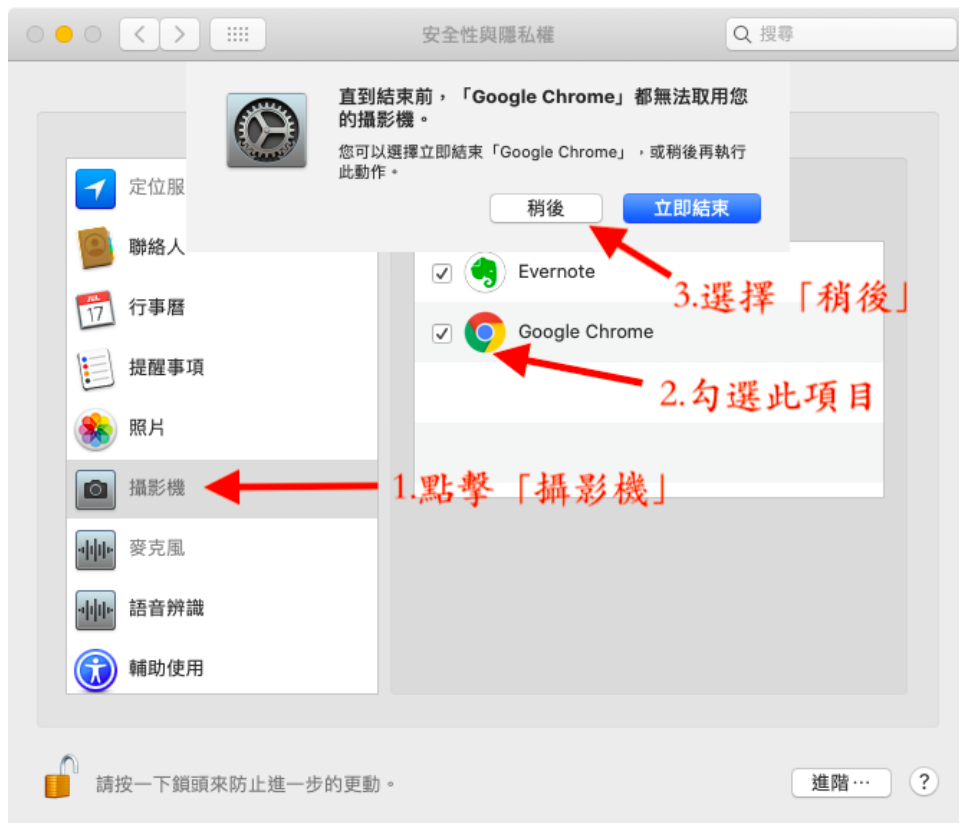 安全性與隱私權
搜尋
直到結束前，「Google Chrome」都無法取用您
的攝影機。
您可以選擇立即結束「Google Chrome」，或稍後再執行
此動作。
稍後
立即結束
定位服
聯絡人
JUL
17
行事曆
提醒事項
照片
攝影機
麥克風
語音辨識
輔助使用
Evernote
Google Chrome
3.選擇「稍後」
2.勾選此項目
1.點擊「攝影機」
請按一下鎖頭來防止進一步的更動。
進階…
?